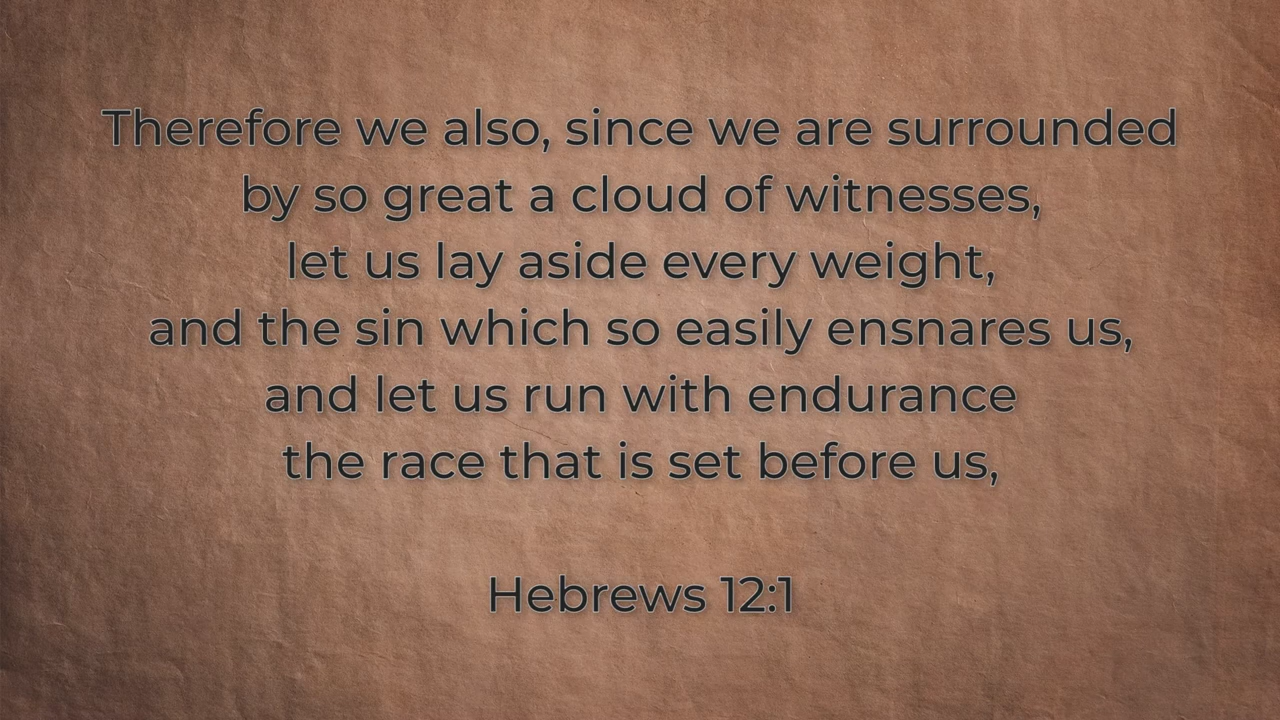 Therefore we also, since we are surrounded
by so great a cloud of witnesses,
let us lay aside every weight,
and the sin which so easily ensnares us,
and let us run with endurance
the race that is set before us,
Hebrews 12:1